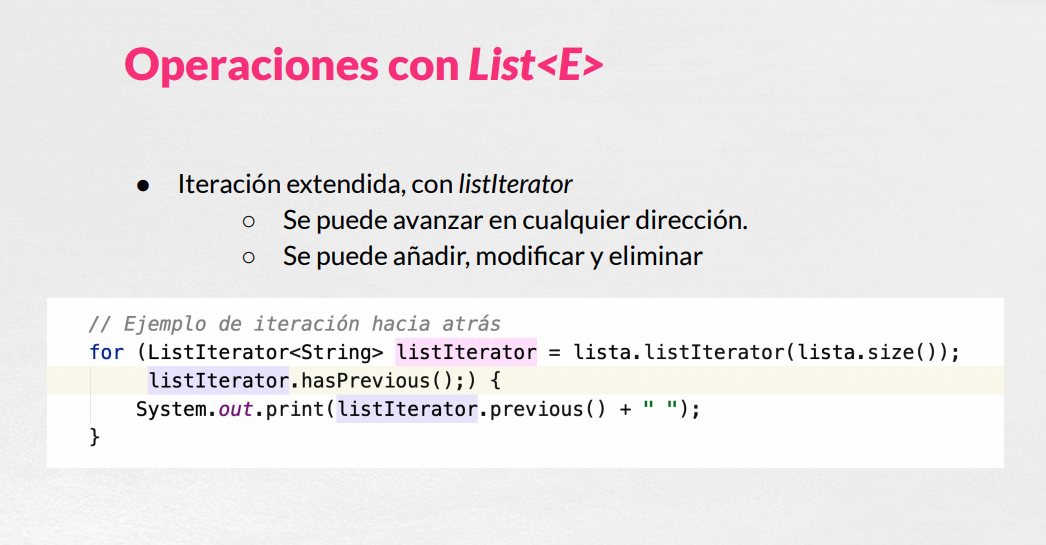 Operaciones con List<E>
● Iteración extendida, con listIterator
○ Se puede avanzar en cualquier dirección.
○ Se puede añadir, modificar y eliminar
// Ejemplo de iteración hacia atrás
for (ListIterator<String> listIterator = lista.listIterator(lista.size());
listIterator.hasPrevious();) {
System.out.print(listIterator.previous() + " ");
}